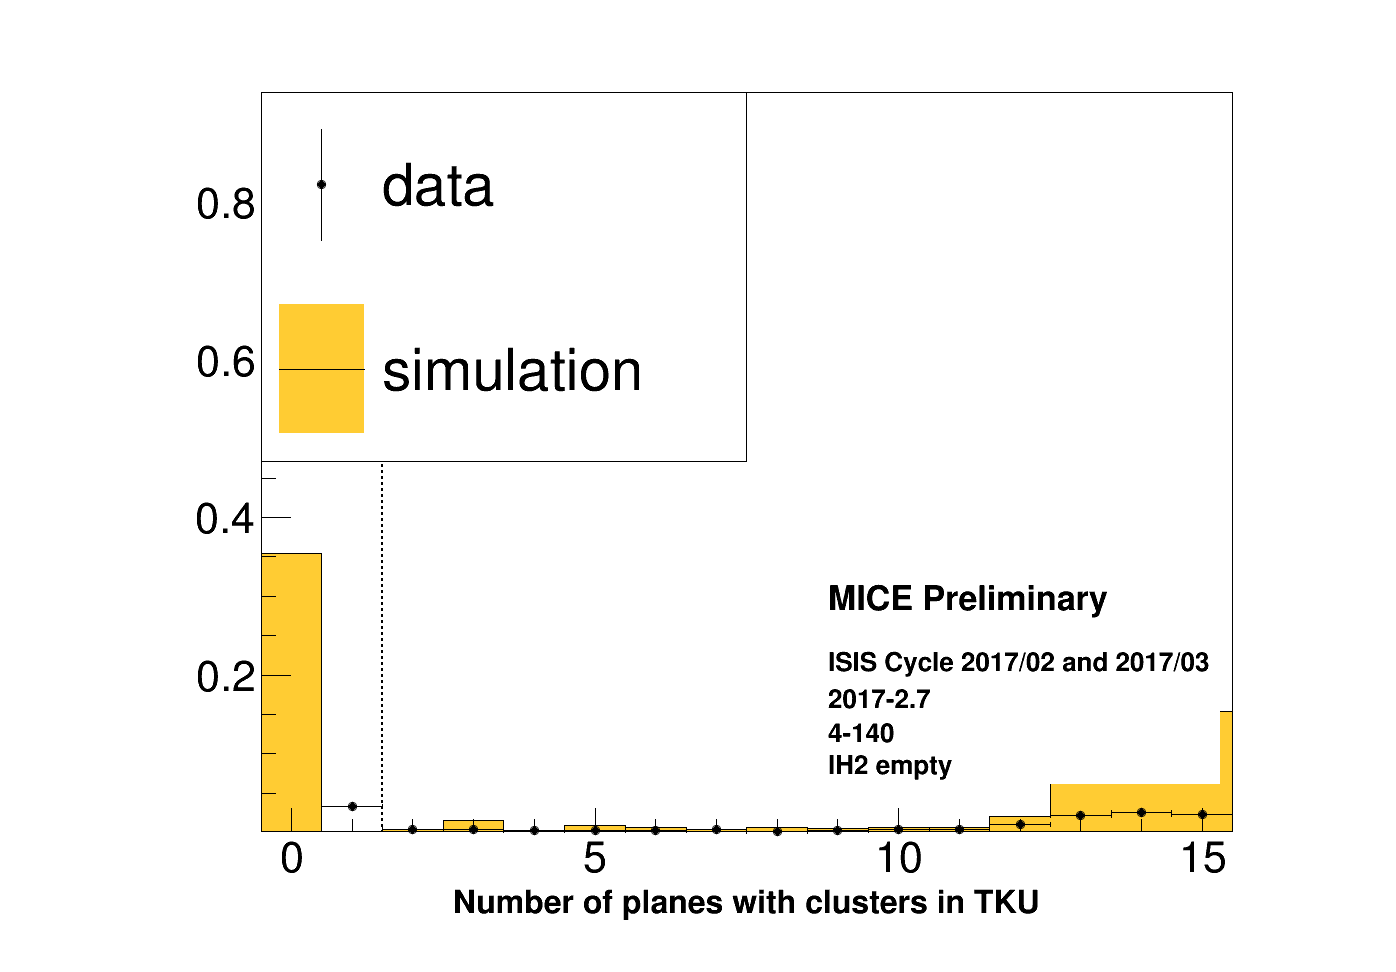 data
0.8
simulation
0.6
0.4
MICE Preliminary
ISIS Cycle 2017/02 and 2017/03
0.2
2017-2.7
4-140
IH2 empty
0 5 10 15
Number of planes with clusters in TKU